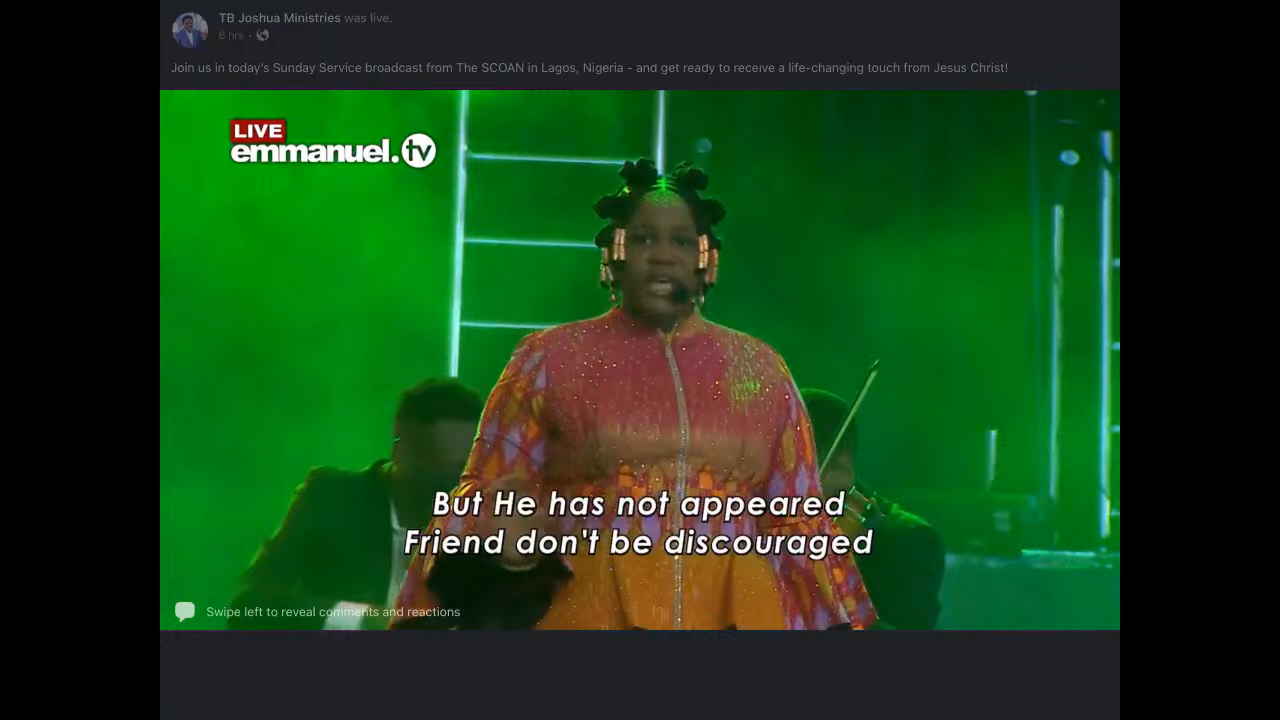 TB Joshua Ministries was live.
6 hrs ·
Join us in today's Sunday Service broadcast from The SCOAN in Lagos, Nigeria - and get ready to receive a life-changing touch from Jesus Christ!
LIVE
emmanuel.tv
But He has not appeared
Friend don't be discouraged
Swipe left to reveal comments and reactions